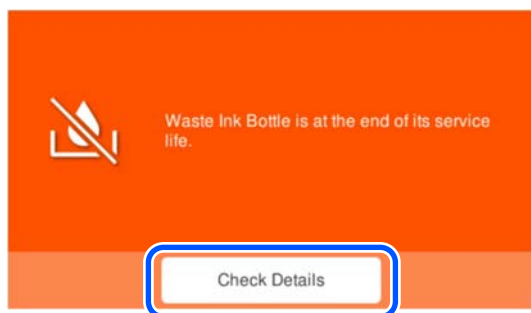 Waste Ink Bottle is at the end of its service
life.
Check Details